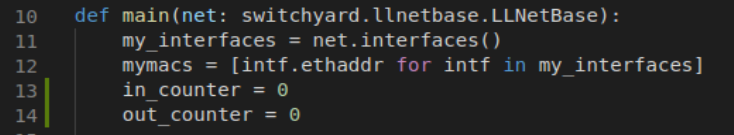 10 def main(net: switchyard.llnetbase.LLNetBase):
11     my_interfaces = net.interfaces()
12     mymacs = [intf.ethaddr for intf in my_interfaces]
13     in_counter = 0
14     out_counter = 0